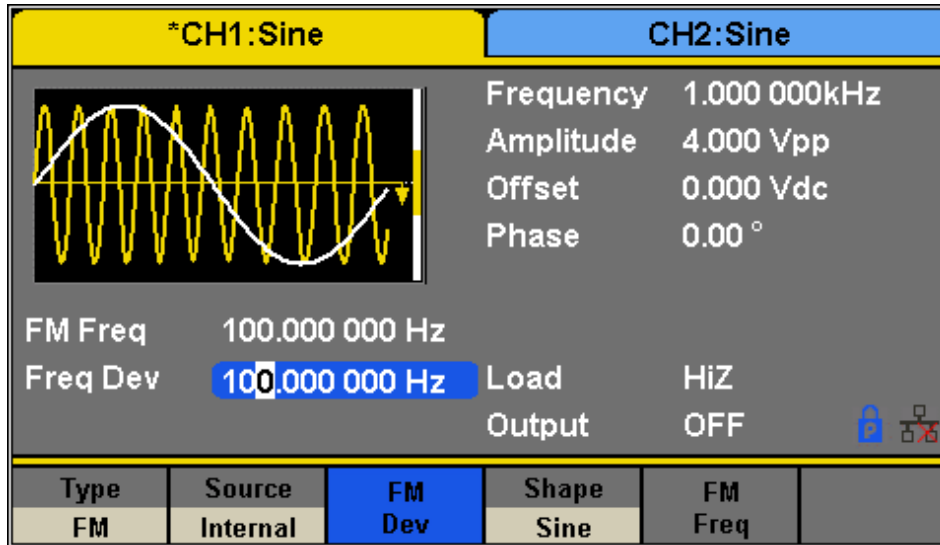 *CH1:Sine CH2:Sine
Frequency 1.000 000kHz
Amplitude 4.000 Vpp
Offset 0.000 Vdc
Phase 0.00 °
FM Freq 100.000 000 Hz
Freq Dev 100.000 000 Hz Load HiZ
Output OFF P
Type Source FM Shape FM
FM Internal Dev Sine Freq